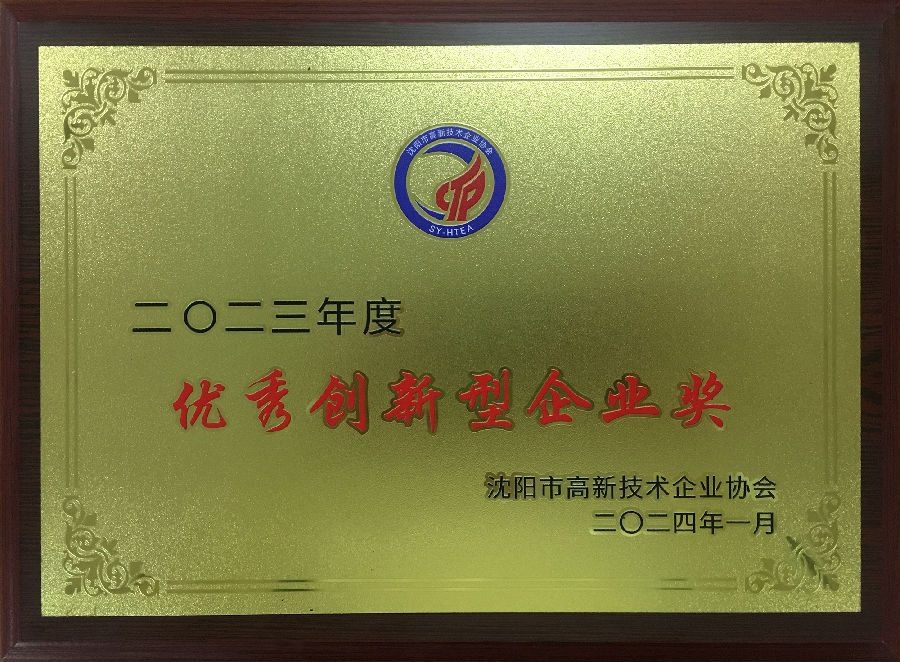 沈阳市高新技术企业协会
CTP
SY-HTEA
二〇二三年度
优秀创新型企业奖
沈阳市高新技术企业协会
二〇二四年一月